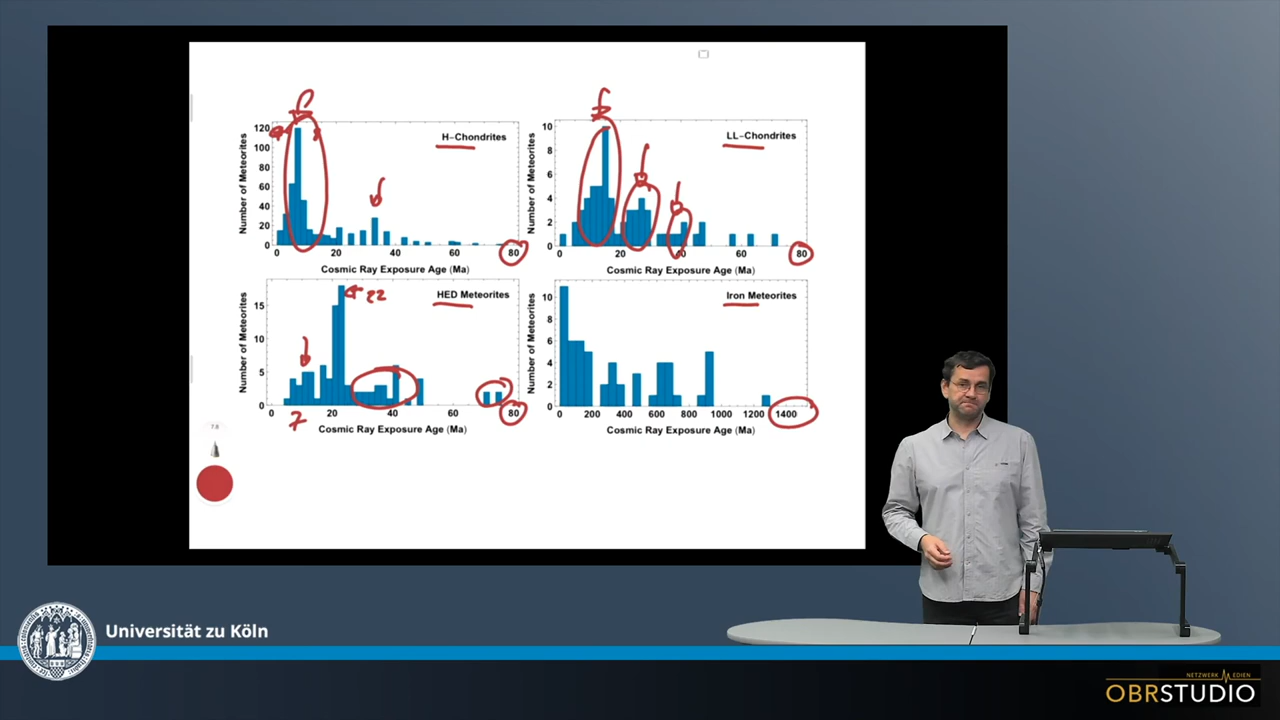 120
100
80
60
40
20
0
Number of Meteorites
H-Chondrites
0 20 40 60 80
Cosmic Ray Exposure Age (Ma)
10
8
6
4
2
0
Number of Meteorites
LL-Chondrites
0 20 40 60 80
Cosmic Ray Exposure Age (Ma)
15
10
5
0
Number of Meteorites
HED Meteorites
22
0 20 40 60 80
7
Cosmic Ray Exposure Age (Ma)
10
8
6
4
2
0
Number of Meteorites
Iron Meteorites
0 200 400 600 800 1000 1200 1400
Cosmic Ray Exposure Age (Ma)
7.8
Universität zu Köln
NETZWERK MEDIEN
OBRSTUDIO